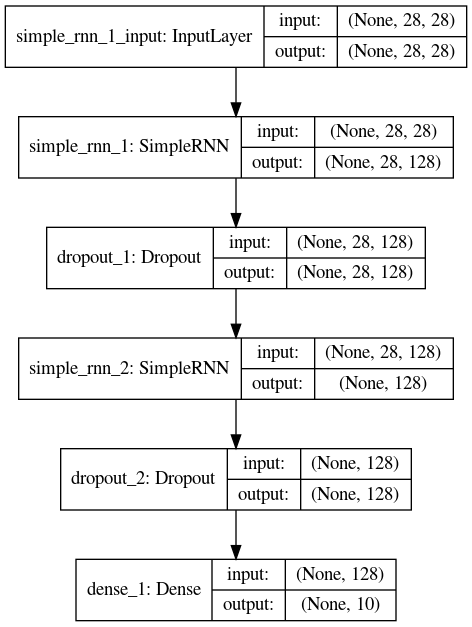 simple_rnn_1_input: InputLayer
input: (None, 28, 28)
output: (None, 28, 28)
simple_rnn_1: SimpleRNN
input: (None, 28, 28)
output: (None, 28, 128)
dropout_1: Dropout
input: (None, 28, 128)
output: (None, 28, 128)
simple_rnn_2: SimpleRNN
input: (None, 28, 128)
output: (None, 128)
dropout_2: Dropout
input: (None, 128)
output: (None, 128)
dense_1: Dense
input: (None, 128)
output: (None, 10)